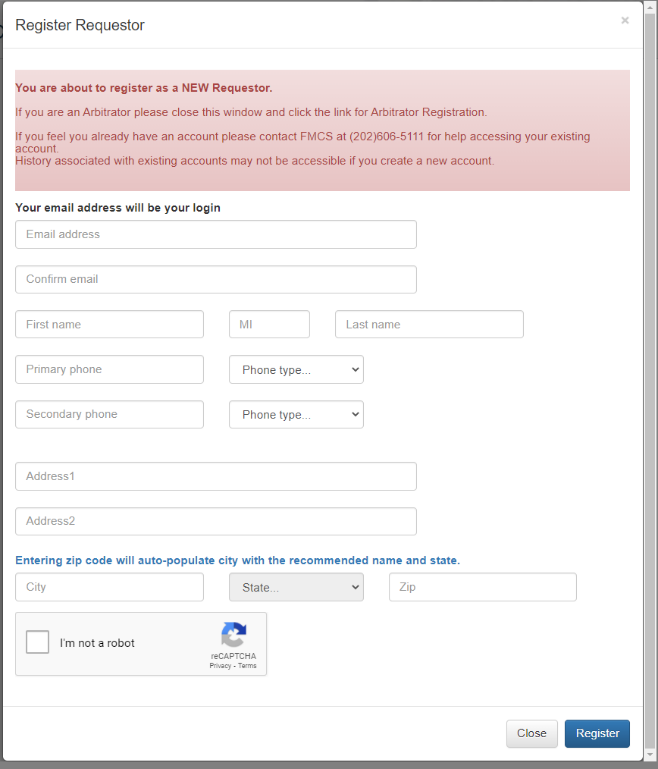 Register Requestor
×
You are about to register as a NEW Requestor.
If you are an Arbitrator please close this window and click the link for Arbitrator Registration.
If you feel you already have an account please contact FMCS at (202)606-5111 for help accessing your existing
account.
History associated with existing accounts may not be accessible if you create a new account.
Your email address will be your login
Email address
Confirm email
First name MI Last name
Primary phone Phone type...
Secondary phone Phone type...
Address1
Address2
Entering zip code will auto-populate city with the recommended name and state.
City State... Zip
I'm not a robot
reCAPTCHA
Privacy - Terms
Close Register